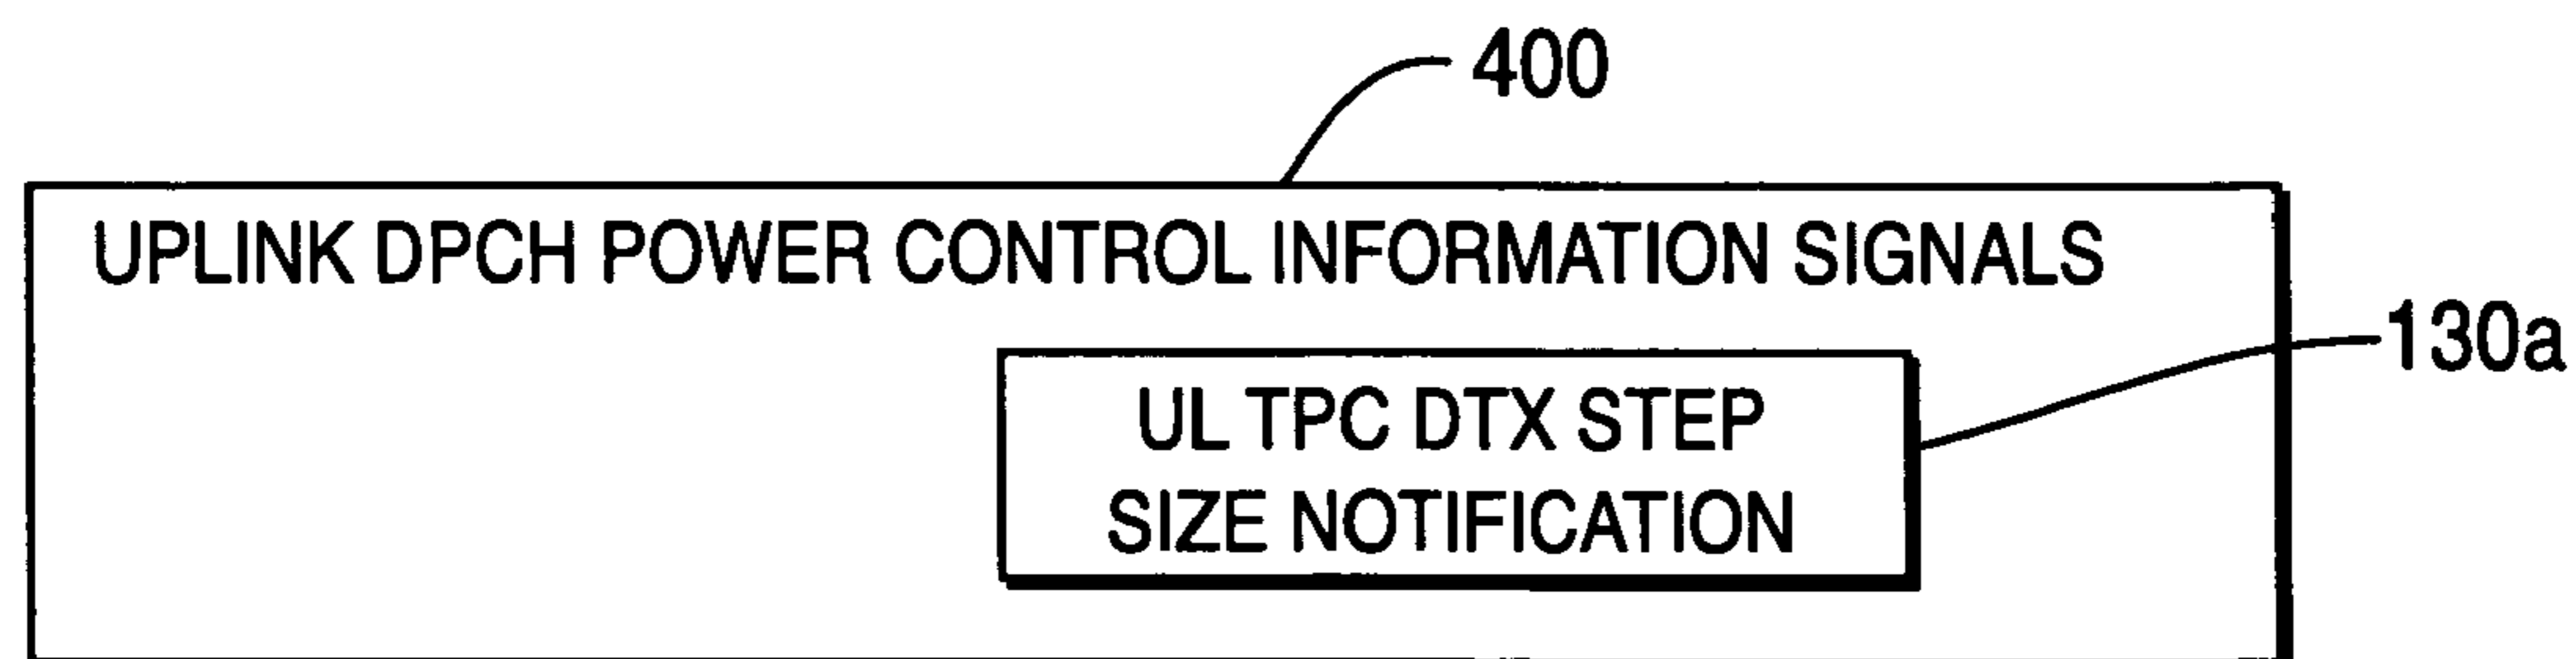 400
UPLINK DPCH POWER CONTROL INFORMATION SIGNALS
130a
UL TPC DTX STEP
SIZE NOTIFICATION